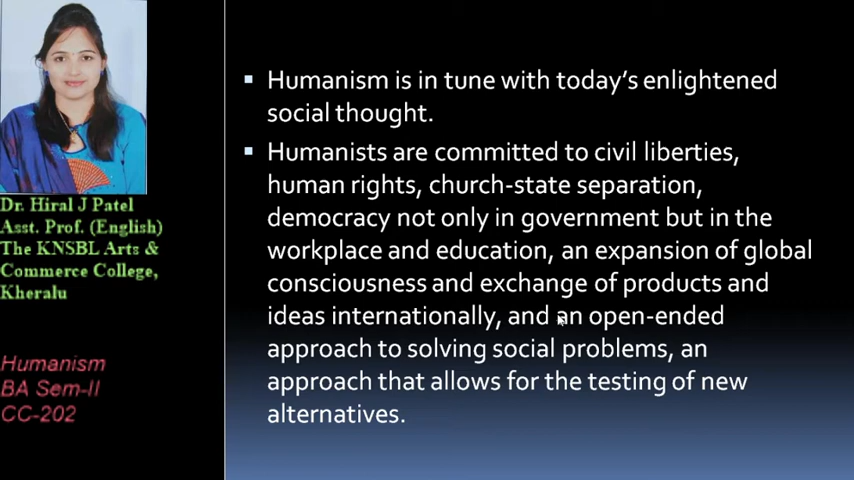 Dr. Hiral J Patel
Asst. Prof. (English)
The KNSBL Arts &
Commerce College,
Kheralu
Humanism
BA Sem-II
CC-202
▪ Humanism is in tune with today's enlightened
social thought.
▪ Humanists are committed to civil liberties,
human rights, church-state separation,
democracy not only in government but in the
workplace and education, an expansion of global
consciousness and exchange of products and
ideas internationally, and an open-ended
approach to solving social problems, an
approach that allows for the testing of new
alternatives.